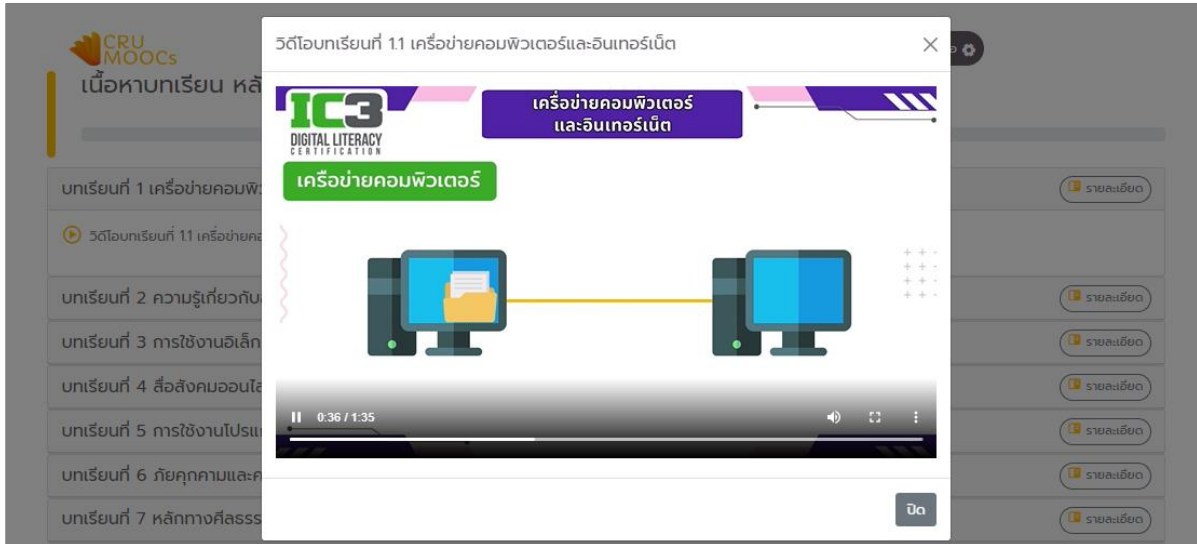 CRU
MOOCs
เนื้อหาบทเรียน หลั
วิดีโอบทเรียนที่ 1.1 เครื่อข่ายคอมพิวเตอร์และอินเทอร์เน็ต
IC3
DIGITAL LITERACY
CERTIFICATION
เครื่อข่ายคอมพิวเตอร์
และอินเทอร์เน็ต
เครือข่ายคอมพิวเตอร์
บทเรียนที่ 1 เครื่อข่ายคอมพิว
รายละเอียด
วิดีโอบทเรียนที่ 1.1 เครื่อข่ายคอ
บทเรียนที่ 2 ความรู้เกี่ยวกับ
รายละเอียด
บทเรียนที่ 3 การใช้งานอิเล็ก
รายละเอียด
บทเรียนที่ 4 สื่อสังคมออนไล
รายละเอียด
บทเรียนที่ 5 การใช้งานโปรแ
รายละเอียด
บทเรียนที่ 6 ภัยคุกคามและค
รายละเอียด
บทเรียนที่ 7 หลักทางศีลธรร
รายละเอียด
0:36 / 1:35
ปิด